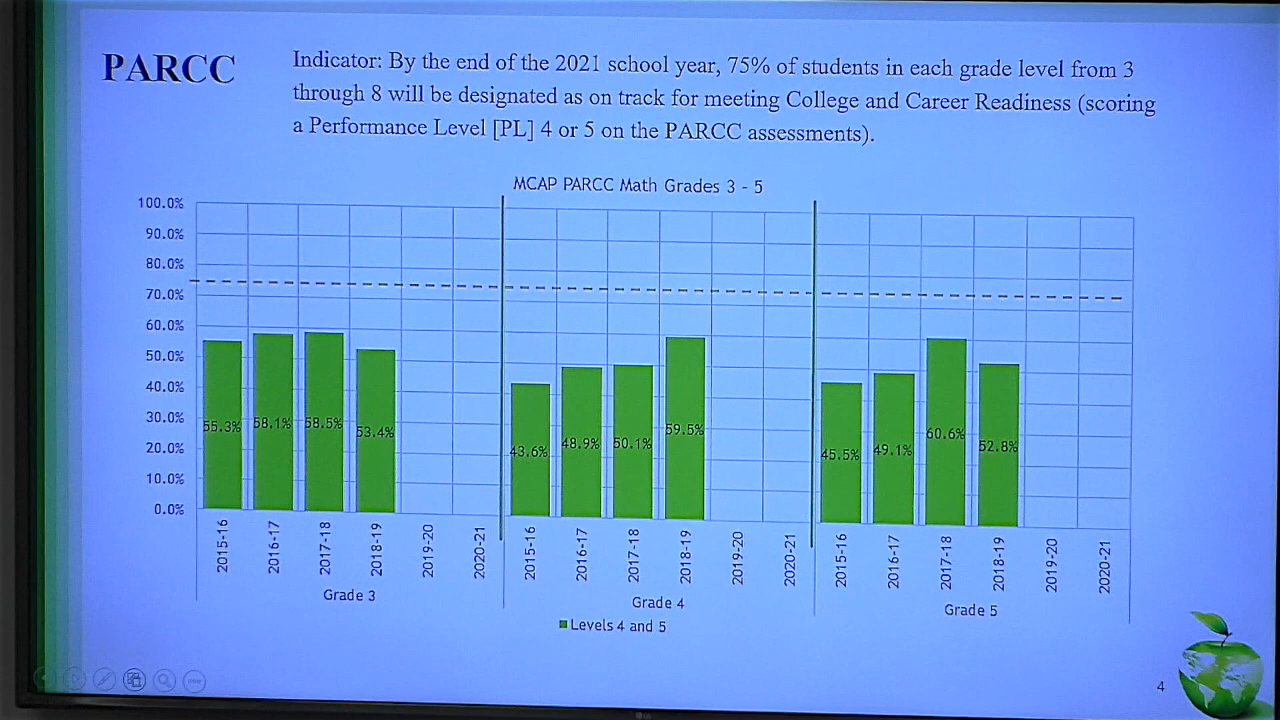 PARCC
Indicator: By the end of the 2021 school year, 75% of students in each grade level from 3
through 8 will be designated as on track for meeting College and Career Readiness (scoring
a Performance Level [PL] 4 or 5 on the PARCC assessments).
MCAP PARCC Math Grades 3 - 5
100.0%
90.0%
80.0%
70.0%
60.0%
50.0%
40.0%
30.0%
20.0%
10.0%
0.0%
55.3% 58.1% 58.5% 53.4%
43.6% 48.9% 50.1% 59.5%
45.5% 49.1% 60.6% 52.8%
2015-16 2016-17 2017-18 2018-19 2019-20 2020-21
2015-16 2016-17 2017-18 2018-19 2019-20 2020-21
2015-16 2016-17 2017-18 2018-19 2019-20 2020-21
Grade 3 Grade 4 Grade 5
Levels 4 and 5
4
LG